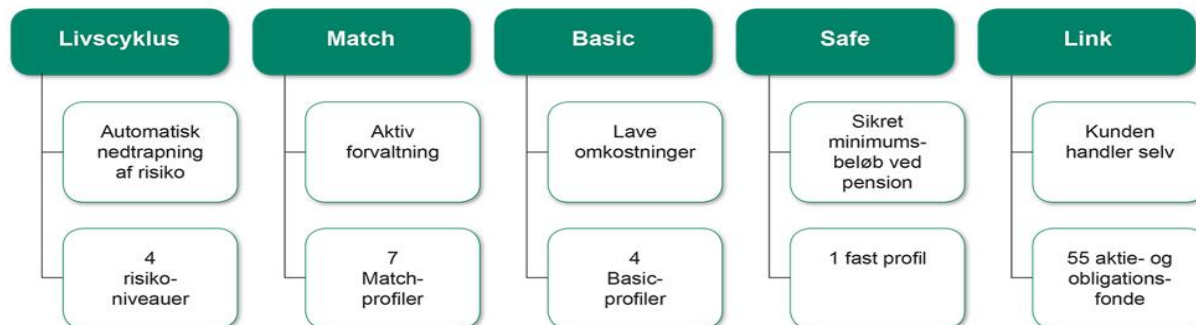 Livscyklus
Automatisk
nedtrapning
af risiko
4
risiko-
niveauer
Match
Aktiv
forvaltning
7
Match-
profiler
Basic
Lave
omkostninger
4
Basic-
profiler
Safe
Sikret
minimums-
beløb ved
pension
1 fast profil
Link
Kunden
handler selv
55 aktie- og
obligations-
fonde